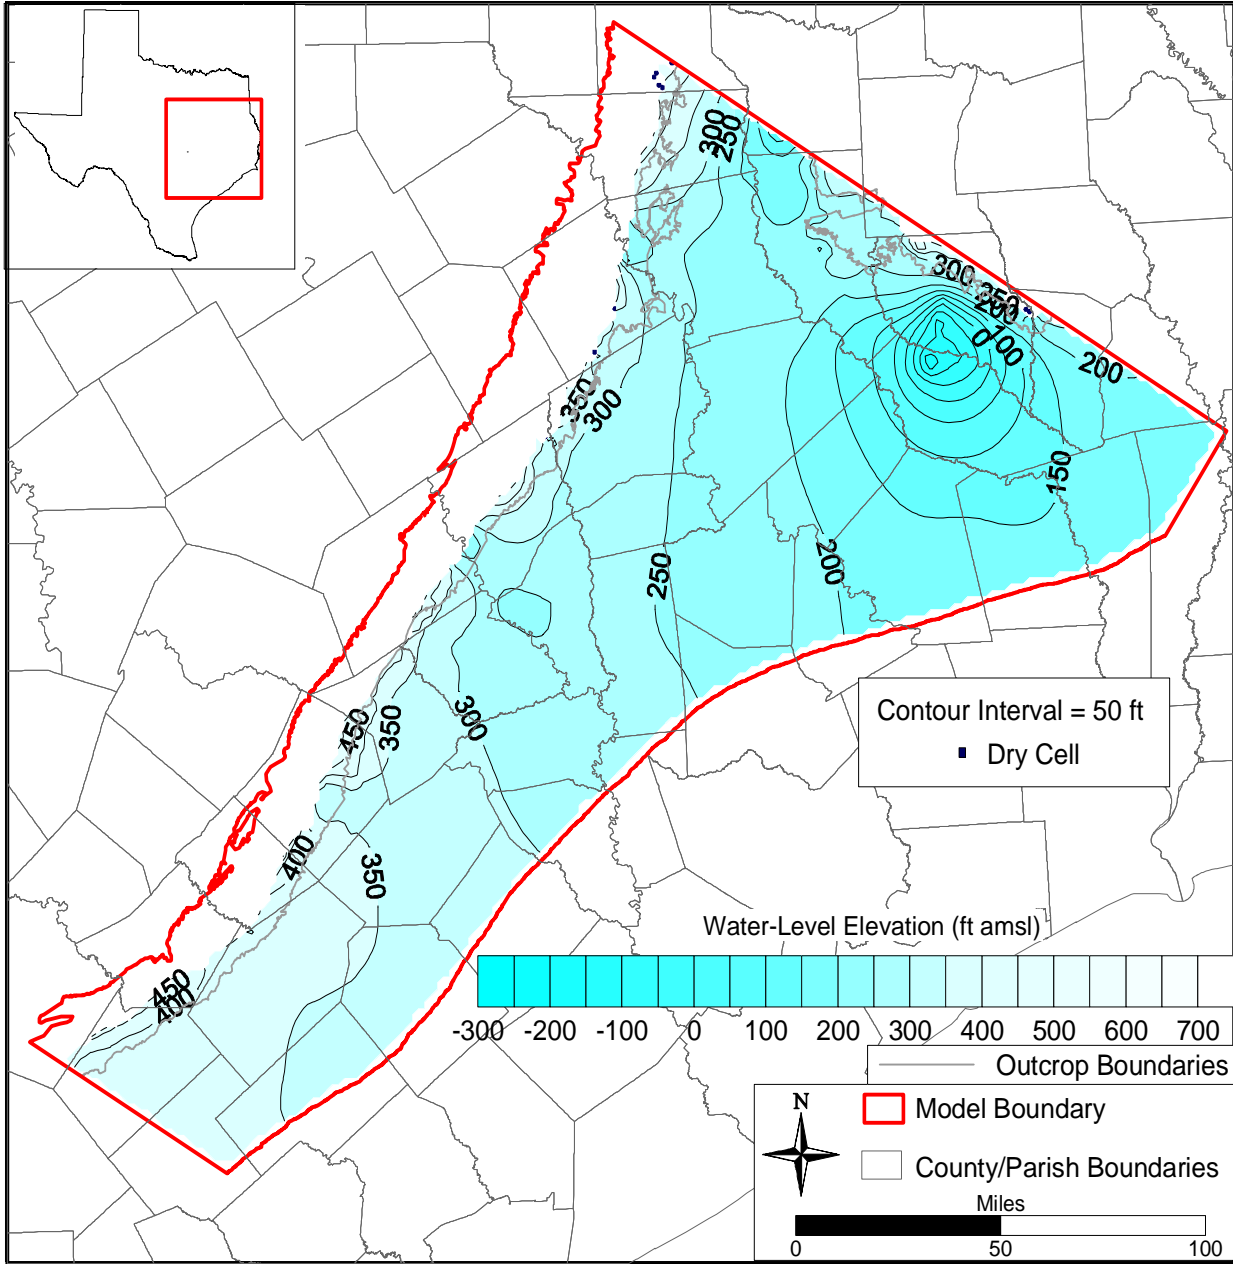 300
250
300
350
200
0
100
200
350
300
150
250
200
300
450
350
400
350
450
400
Contour Interval = 50 ft
Dry Cell
Water-Level Elevation (ft amsl)
-300 -200 -100 0 100 200 300 400 500 600 700
Outcrop Boundaries
N
Model Boundary
County/Parish Boundaries
Miles
0 50 100